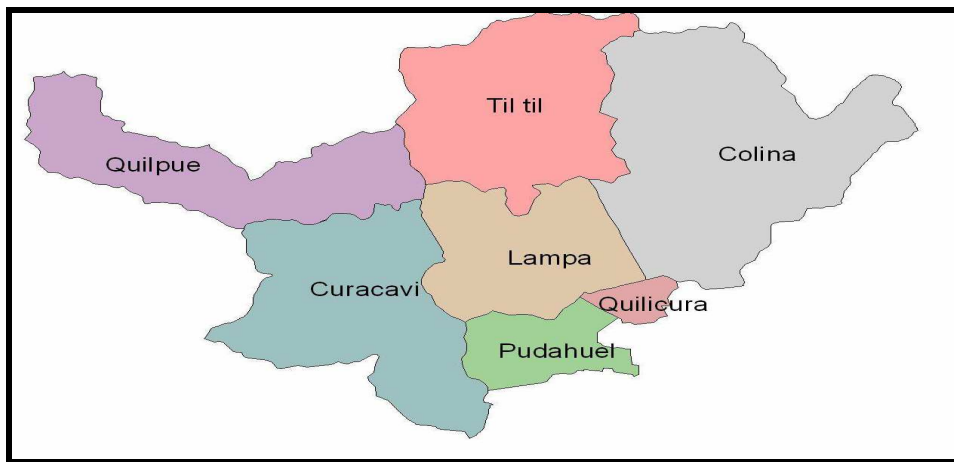 Til til
Quilpue
Colina
Lampa
Curacavi
Quilicura
Pudahuel